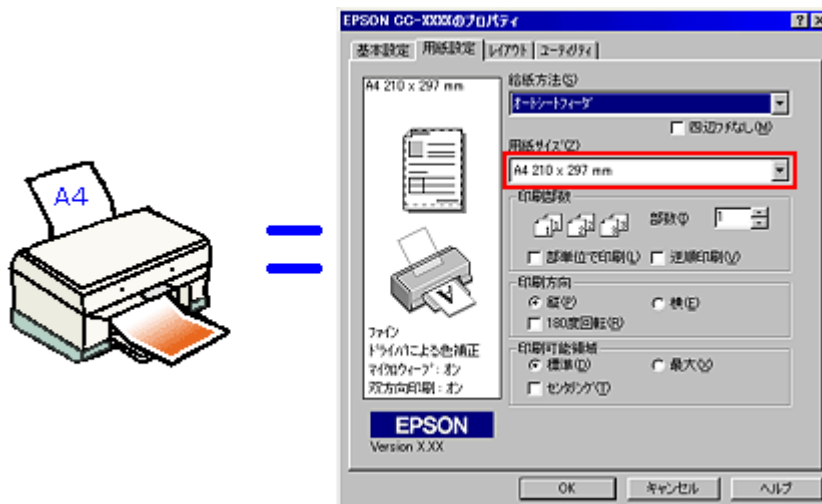 A4
EPSON CC-XXXXのプロパティ
基本設定 用紙設定 レイアウト ユーティリティ
A4 210 x 297 mm
給紙方法(S)
オートシートフィーダ
四辺フチなし(M)
用紙サイズ(Z)
A4 210 x 297 mm
印刷部数
部数(I) 1
部単位で印刷(L) 逆順印刷(V)
印刷方向
縦(P) 横(E)
180度回転(R)
印刷可能領域
標準(D) 最大(X)
センタリング(T)
ファイン
ドライバによる色補正
マイクロウィーブ:オン
双方向印刷:オン
EPSON
Version X.XX
OK キャンセル ヘルプ